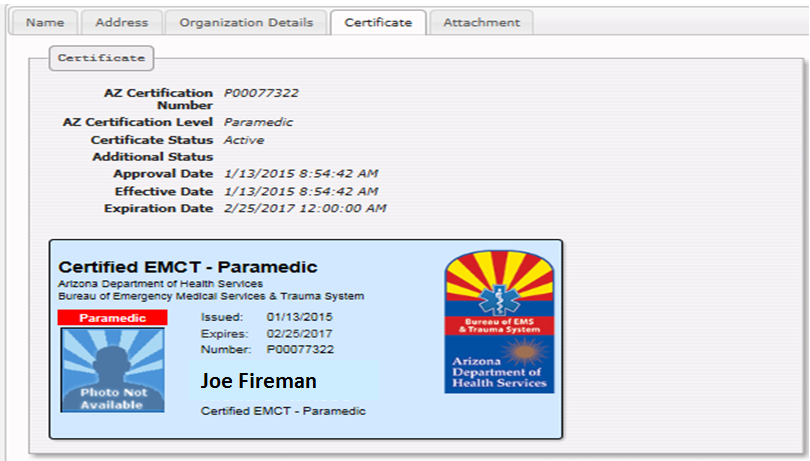 Name Address Organization Details Certificate Attachment
Certificate
AZ Certification Number P00077322
AZ Certification Level Paramedic
Certificate Status Active
Additional Status
Approval Date 1/13/2015 8:54:42 AM
Effective Date 1/13/2015 8:54:42 AM
Expiration Date 2/25/2017 12:00:00 AM
Certified EMCT - Paramedic
Arizona Department of Health Services
Bureau of Emergency Medical Services & Trauma System
Paramedic
Photo Not
Available
Issued: 01/13/2015
Expires: 02/25/2017
Number: P00077322
Joe Fireman
Certified EMCT - Paramedic
Bureau of EMS
& Trauma System
Arizona
Department of
Health Services